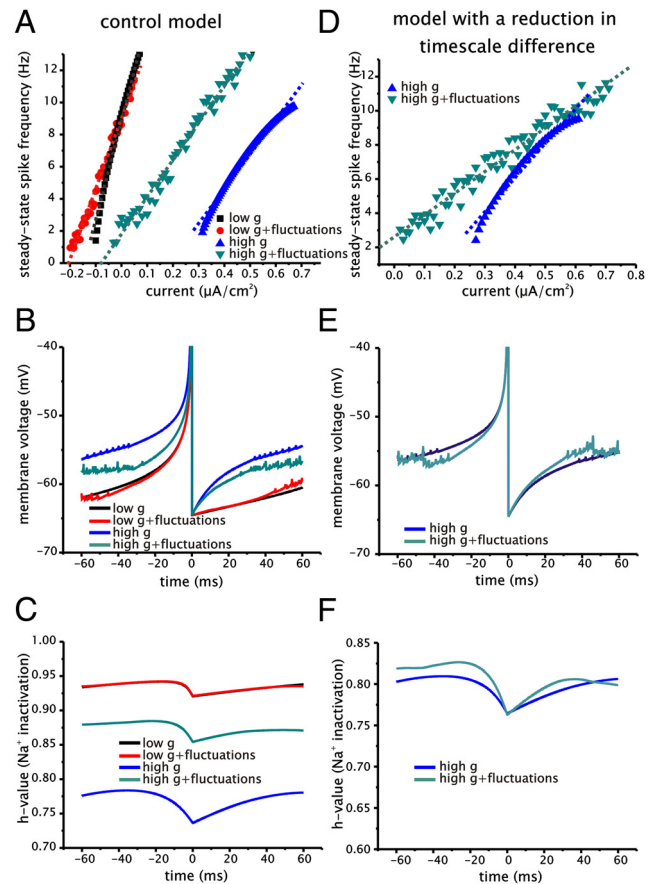 A
control model
steady-state spike frequency (Hz)
12
10
8
6
4
2
0
low g
low g+fluctuations
high g
high g+fluctuations
-0.2
-0.1
0.0
0.1
0.2
0.3
0.4
0.5
0.6
0.7
current (μA/cm²)
D
model with a reduction in
timescale difference
steady-state spike frequency (Hz)
12
10
8
6
4
2
high g
high g+fluctuations
0.0
0.1
0.2
0.3
0.4
0.5
0.6
0.7
0.8
current (μA/cm²)
B
membrane voltage (mV)
−40
−50
−60
−70
low g
low g+fluctuations
high g
high g+fluctuations
−60
−40
−20
0
20
40
60
time (ms)
E
membrane voltage (mV)
−40
−50
−60
−70
high g
high g+fluctuations
−60
−40
−20
0
20
40
60
time (ms)
C
h-value (Na⁺ inactivation)
1.00
0.95
0.90
0.85
0.80
0.75
0.70
low g
low g+fluctuations
high g
high g+fluctuations
−60
−40
−20
0
20
40
60
time (ms)
F
h-value (Na⁺ inactivation)
0.85
0.80
0.75
0.70
0.65
0.60
high g
high g+fluctuations
−60
−40
−20
0
20
40
60
time (ms)